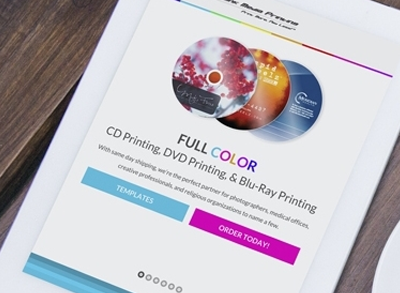 FULL COLOR
CD Printing, DVD Printing, & Blu-Ray Printing
With same day shipping, we're the perfect partner for photographers, medical offices,
creative professionals, and religious organizations to name a few.
TEMPLATES
ORDER TODAY!